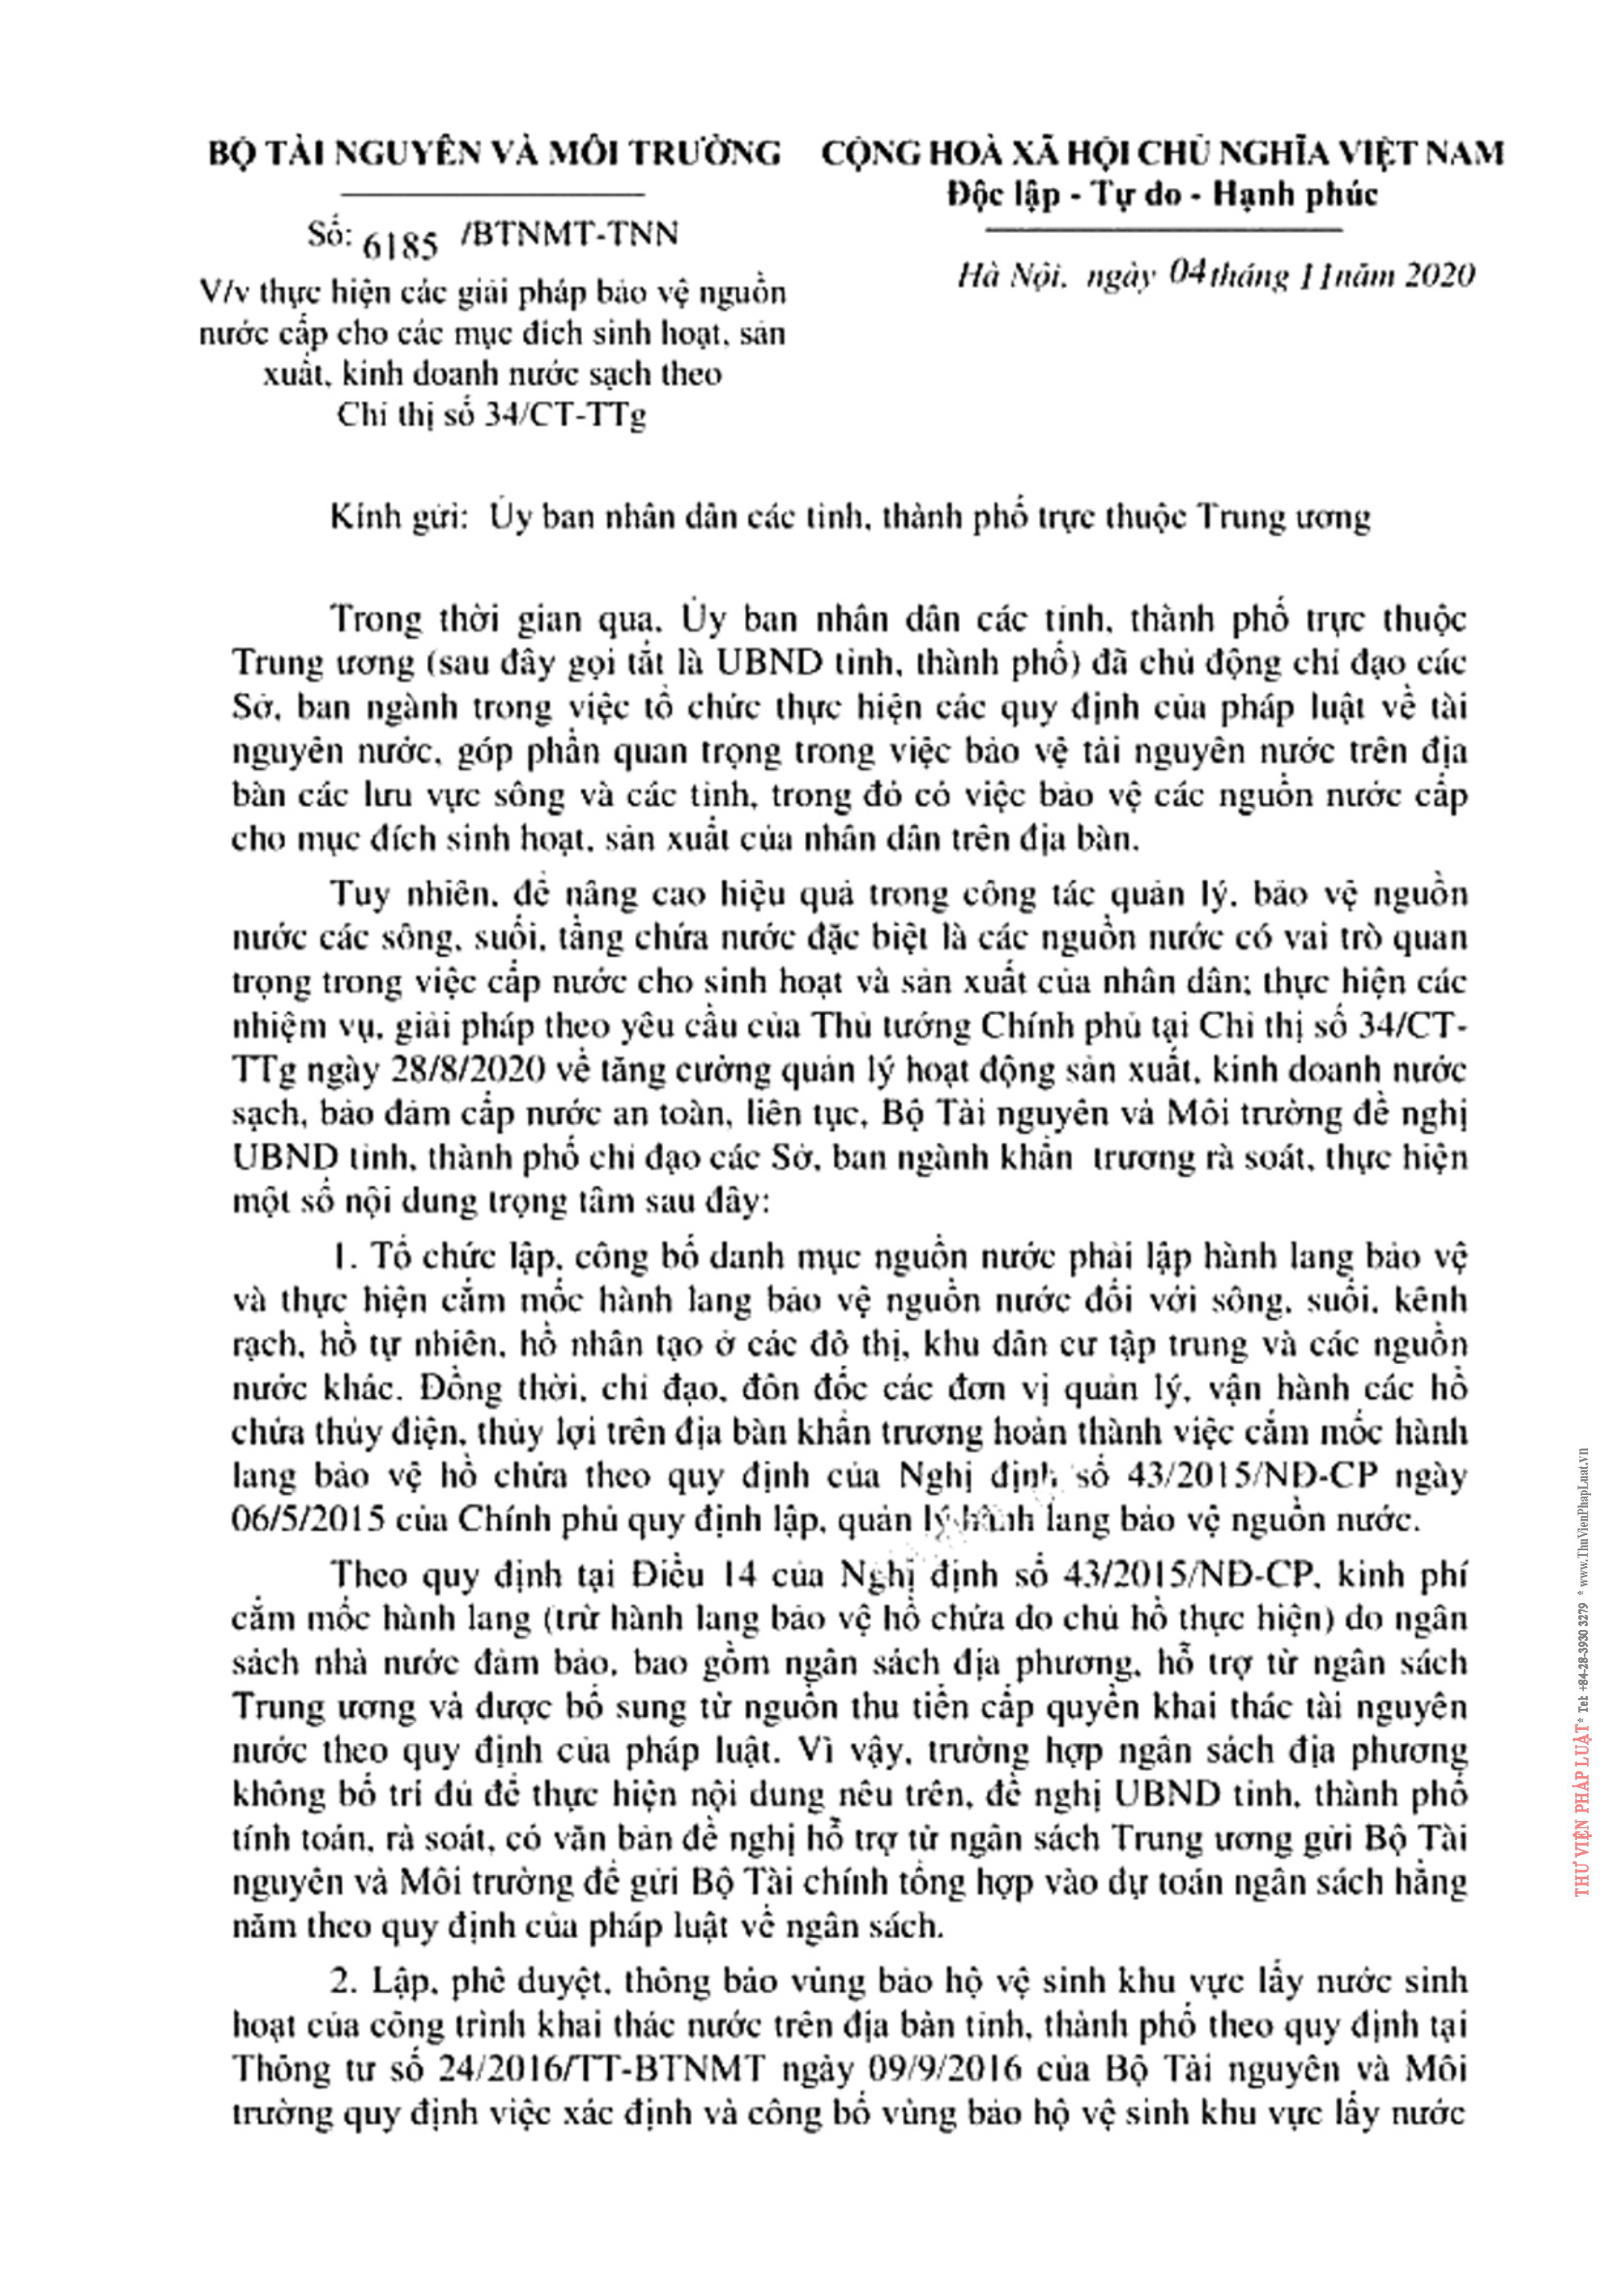 BỘ TÀI NGUYÊN VÀ MÔI TRƯỜNG
Số: 6185 /BTNMT-TNN
V/v thực hiện các giải pháp bảo vệ nguồn
nước cấp cho các mục đích sinh hoạt, sản
xuất, kinh doanh nước sạch theo
Chỉ thị số 34/CT-TTg
CỘNG HOÀ XÃ HỘI CHỦ NGHĨA VIỆT NAM
Độc lập - Tự do - Hạnh phúc
Hà Nội, ngày 04 tháng 11 năm 2020
Kính gửi: Ủy ban nhân dân các tỉnh, thành phố trực thuộc Trung ương
Trong thời gian qua, Ủy ban nhân dân các tỉnh, thành phố trực thuộc
Trung ương (sau đây gọi tắt là UBND tỉnh, thành phố) đã chủ động chỉ đạo các
Sở, ban ngành trong việc tổ chức thực hiện các quy định của pháp luật về tài
nguyên nước, góp phần quan trọng trong việc bảo vệ tài nguyên nước trên địa
bàn các lưu vực sông và các tỉnh, trong đó có việc bảo vệ các nguồn nước cấp
cho mục đích sinh hoạt, sản xuất của nhân dân trên địa bàn.
Tuy nhiên, để nâng cao hiệu quả trong công tác quản lý, bảo vệ nguồn
nước các sông, suối, tầng chứa nước đặc biệt là các nguồn nước có vai trò quan
trọng trong việc cấp nước cho sinh hoạt và sản xuất của nhân dân; thực hiện các
nhiệm vụ, giải pháp theo yêu cầu của Thủ tướng Chính phủ tại Chỉ thị số 34/CT-
TTg ngày 28/8/2020 về tăng cường quản lý hoạt động sản xuất, kinh doanh nước
sạch, bảo đảm cấp nước an toàn, liên tục, Bộ Tài nguyên và Môi trường đề nghị
UBND tỉnh, thành phố chỉ đạo các Sở, ban ngành khẩn trương rà soát, thực hiện
một số nội dung trọng tâm sau đây:
1. Tổ chức lập, công bố danh mục nguồn nước phải lập hành lang bảo vệ
và thực hiện cắm mốc hành lang bảo vệ nguồn nước đối với sông, suối, kênh
rạch, hồ tự nhiên, hồ nhân tạo ở các đô thị, khu dân cư tập trung và các nguồn
nước khác. Đồng thời, chỉ đạo, đôn đốc các đơn vị quản lý, vận hành các hồ
chứa thủy điện, thủy lợi trên địa bàn khẩn trương hoàn thành việc cắm mốc hành
lang bảo vệ hồ chứa theo quy định của Nghị định số 43/2015/NĐ-CP ngày
06/5/2015 của Chính phủ quy định lập, quản lý hành lang bảo vệ nguồn nước.
Theo quy định tại Điều 14 của Nghị định số 43/2015/NĐ-CP, kinh phí
cắm mốc hành lang (trừ hành lang bảo vệ hồ chứa do chủ hồ thực hiện) do ngân
sách nhà nước đảm bảo, bao gồm ngân sách địa phương, hỗ trợ từ ngân sách
Trung ương và được bổ sung từ nguồn thu tiền cấp quyền khai thác tài nguyên
nước theo quy định của pháp luật. Vì vậy, trường hợp ngân sách địa phương
không bố trí đủ để thực hiện nội dung nêu trên, đề nghị UBND tỉnh, thành phố
tính toán, rà soát, có văn bản đề nghị hỗ trợ từ ngân sách Trung ương gửi Bộ Tài
nguyên và Môi trường để gửi Bộ Tài chính tổng hợp vào dự toán ngân sách hằng
năm theo quy định của pháp luật về ngân sách.
2. Lập, phê duyệt, thông báo vùng bảo hộ vệ sinh khu vực lấy nước sinh
hoạt của công trình khai thác nước trên địa bàn tỉnh, thành phố theo quy định tại
Thông tư số 24/2016/TT-BTNMT ngày 09/9/2016 của Bộ Tài nguyên và Môi
trường quy định việc xác định và công bố vùng bảo hộ vệ sinh khu vực lấy nước
THƯ VIỆN PHÁP LUẬT* Tel: +84-28-3930 3279 * www.ThuVienPhapLuat.vn